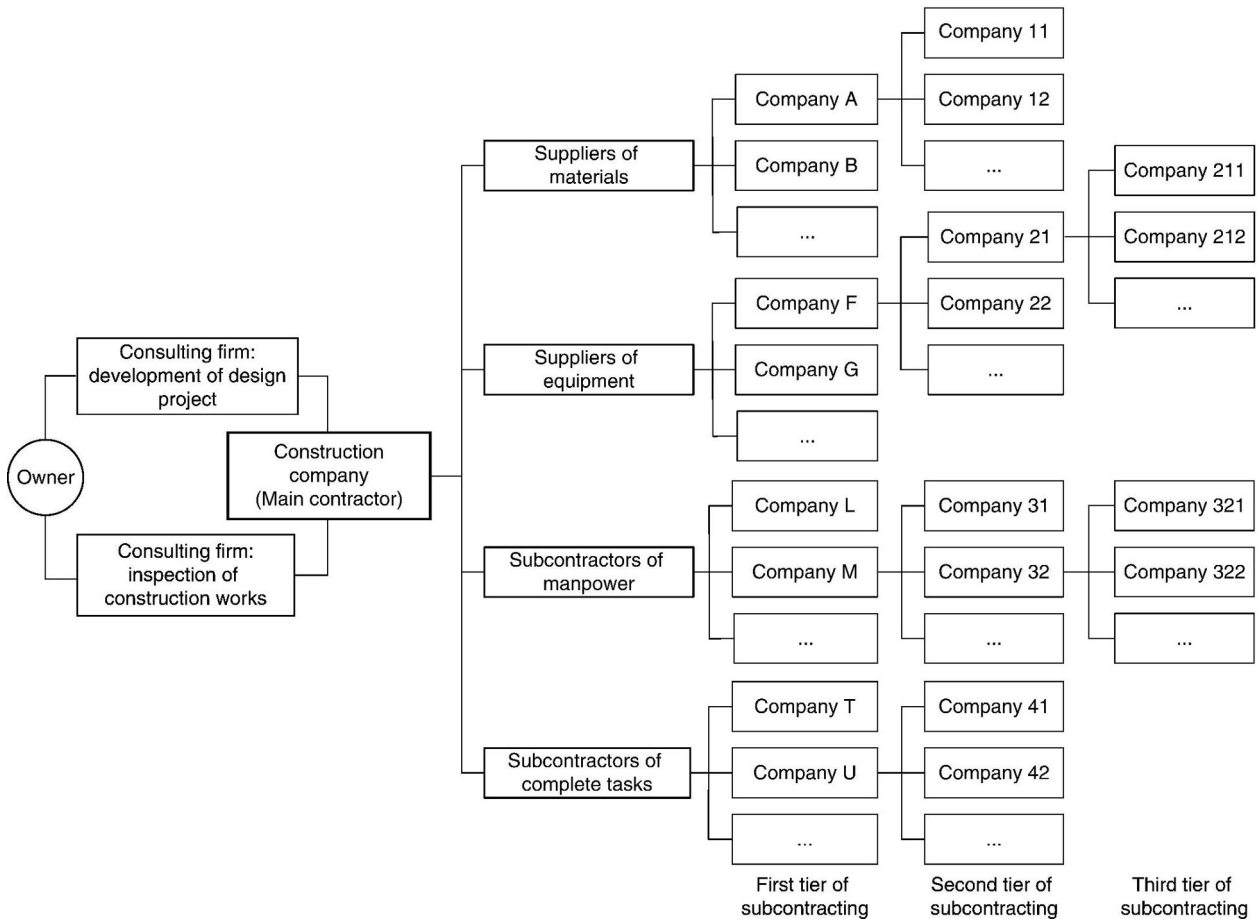 Owner
Consulting firm:
development of design
project
Consulting firm:
inspection of
construction works
Construction
company
(Main contractor)
Suppliers of
materials
Company A
Company B
...
Company 11
Company 12
...
Suppliers of
equipment
Company F
Company G
...
Company 21
Company 22
...
Company 211
Company 212
...
Subcontractors of
manpower
Company L
Company M
...
Company 31
Company 32
...
Company 321
Company 322
...
Subcontractors of
complete tasks
Company T
Company U
...
Company 41
Company 42
...
First tier of
subcontracting
Second tier of
subcontracting
Third tier of
subcontracting